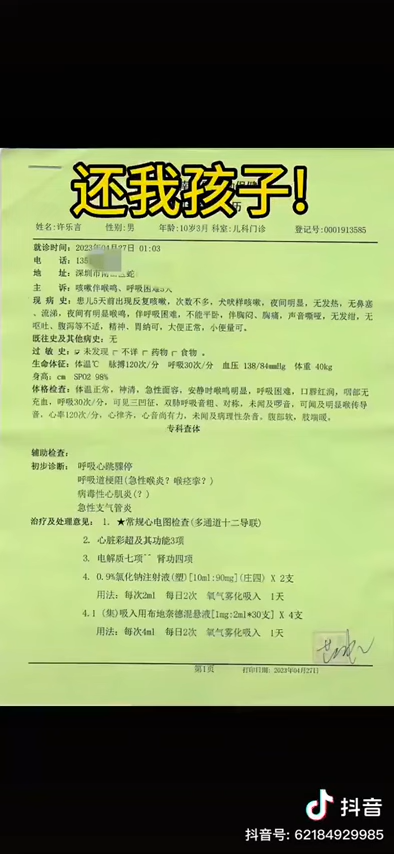 还我孩子!
历
姓名:许乐言 性别:男 年龄:10岁3月 科室:儿科门诊 登记号:0001913585
就诊时间:2023年04月27日 01:03
电 话:135
地 址:深圳市南山区蛇
主 诉:咳嗽伴喉鸣、呼吸困难5天
现 病 史:患儿5天前出现反复咳嗽,次数不多,犬吠样咳嗽,夜间明显,无发热,无鼻塞
、流涕,夜间有明显喉鸣,伴呼吸困难,不能平卧,伴胸闷、胸痛,声音嘶哑,无发绀,无
呕吐、腹泻等不适,精神、胃纳可,大便正常,小便量可。
既往史及其他病史:无
过 敏 史:✓未发现 不详 药物 食物 。
生命体征:体温℃ 脉搏120次/分 呼吸30次/分 血压 138/84mmHg 体重 40kg
身高:cm SPO2 98%
体格检查:体温正常,神清,急性面容,安静时喉鸣明显,呼吸困难,口唇红润,咽部无
充血,呼吸30次/分,可见三凹征,双肺呼吸音粗、对称,未闻及啰音,可闻及明显喉传导
音,心率120次/分,心律齐,心音尚有力,未闻及病理性杂音。腹部软,肢端暖。
专科查体
辅助检查:
初步诊断: 呼吸心跳骤停
呼吸道梗阻(急性喉炎?喉痉挛?)
病毒性心肌炎(?)
急性支气管炎
治疗及处理意见: 1. ★常规心电图检查(多通道十二导联)
2. 心脏彩超及其功能3项
3. 电解质七项^^ 肾功四项
4. 0.9%氯化钠注射液(塑)[10ml:90mg](庄四) X 2支
用法: 每次2ml 每日2次 氧气雾化吸入 1天
4.1 (集)吸入用布地奈德混悬液[1mg:2ml*30支] X 4支
用法: 每次4ml 每日2次 氧气雾化吸入 1天
第1页 打印日期: 2023年04月27日
抖音
抖音号: 62184929985